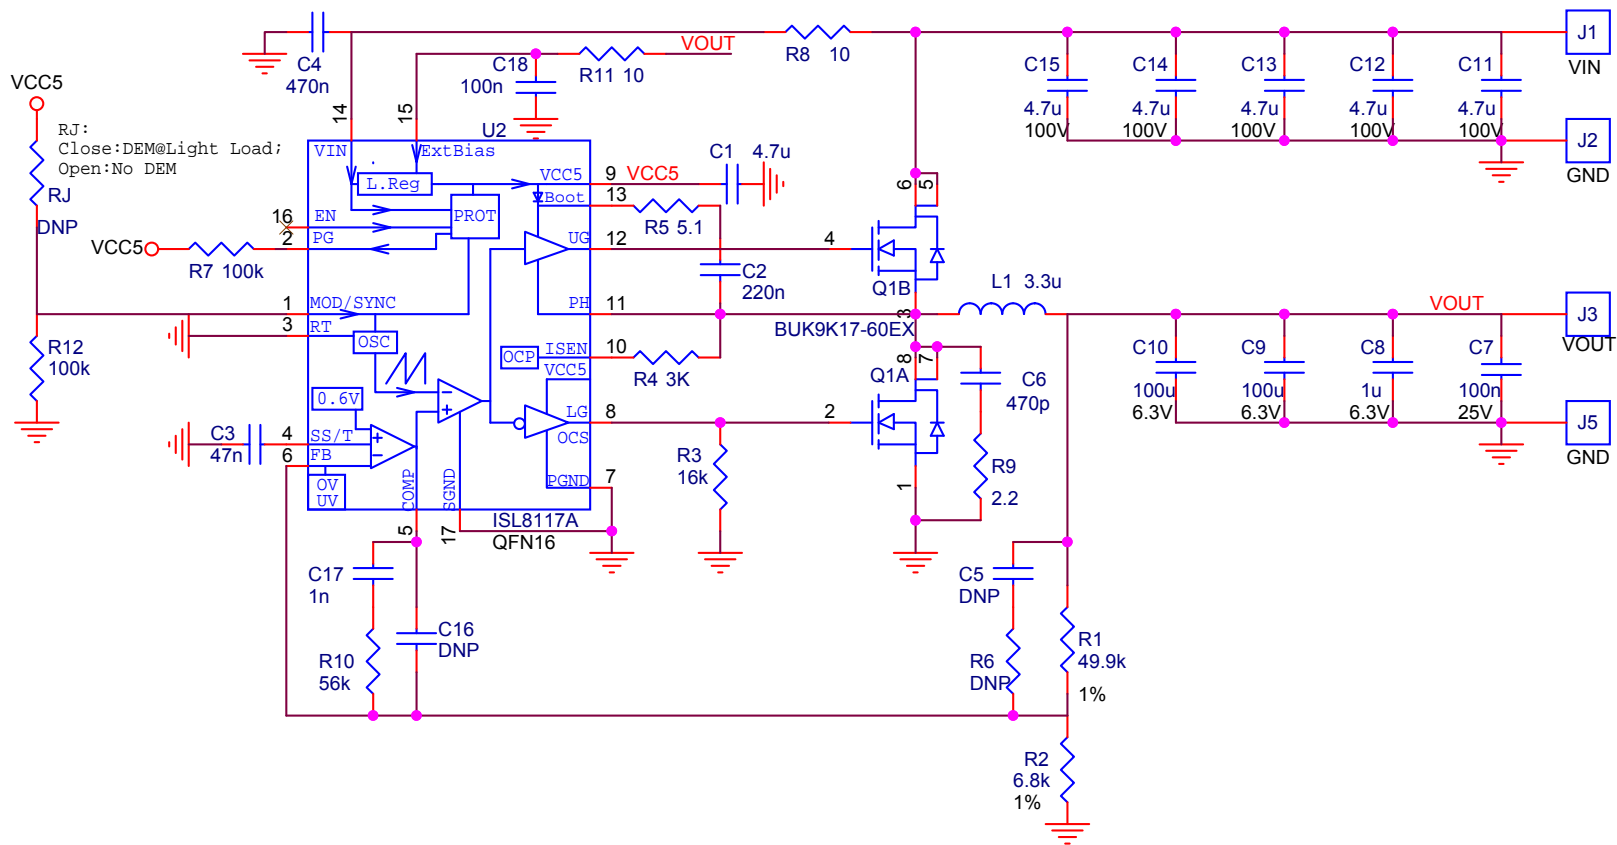 C4
470n
14
15
C18
100n
R11 10
VOUT
R8 10
C15
4.7u
100V
C14
4.7u
100V
C13
4.7u
100V
C12
4.7u
100V
C11
4.7u
100V
J1
VIN
J2
GND
VCC5
RJ:
Close:DEM@Light Load;
Open:No DEM
RJ
DNP
VCC5
R7 100k
16
2
1
3
4
6
R12
100k
C3
47n
U2
VIN
ExtBias
L.Reg
VCC5
Boot
EN
PROT
PG
UG
MOD/SYNC
PH
RT
OSC
OCP
ISEN
VCC5
0.6V
LG
OCS
SS/T
FB
OV
UV
COMP
SGND
PGND
ISL8117A
QFN16
9
VCC5
13
12
11
10
8
7
5
17
C1 4.7u
R5 5.1
C2
220n
R4 3K
R3
16k
4
6
5
Q1B
3
BUK9K17-60EX
8
7
Q1A
2
1
L1 3.3u
C6
470p
R9
2.2
VOUT
C10
100u
6.3V
C9
100u
6.3V
C8
1u
6.3V
C7
100n
25V
J3
VOUT
J5
GND
C17
1n
R10
56k
C16
DNP
C5
DNP
R6
DNP
R1
49.9k
1%
R2
6.8k
1%